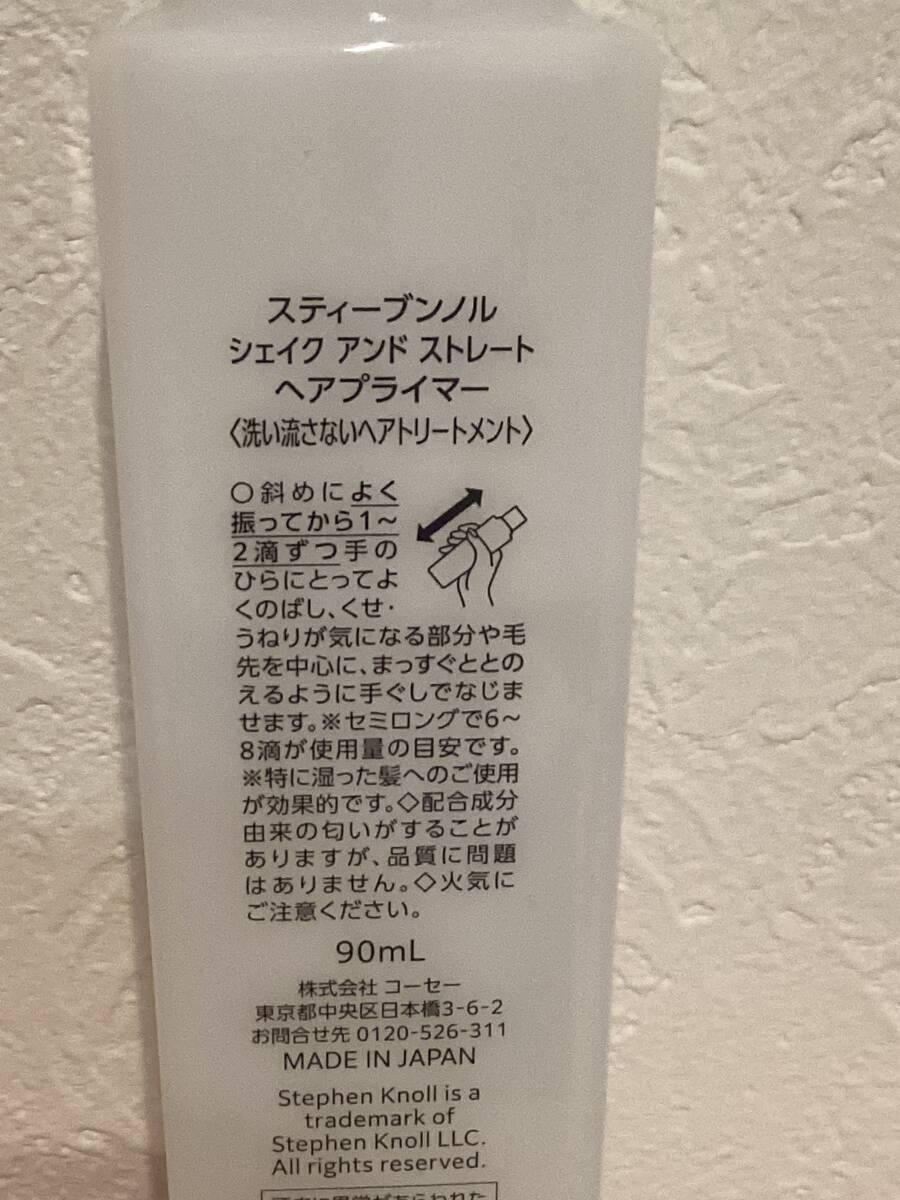 スティーブンノル
シェイク アンド ストレート
ヘアプライマー
〈洗い流さないヘアトリートメント〉
○斜めによく
振ってから1〜
2滴ずつ手の
ひらにとってよ
くのばし、くせ・
うねりが気になる部分や毛
先を中心に、まっすぐととの
えるように手ぐしでなじま
せます。※セミロングで6〜
8滴が使用量の目安です。
※特に湿った髪へのご使用
が効果的です。◇配合成分
由来の匂いがすることが
ありますが、品質に問題
はありません。◇火気に
ご注意ください。
90mL
株式会社 コーセー
東京都中央区日本橋3-6-2
お問合せ先 0120-526-311
MADE IN JAPAN
Stephen Knoll is a
trademark of
Stephen Knoll LLC.
All rights reserved.
に異常があらわれた